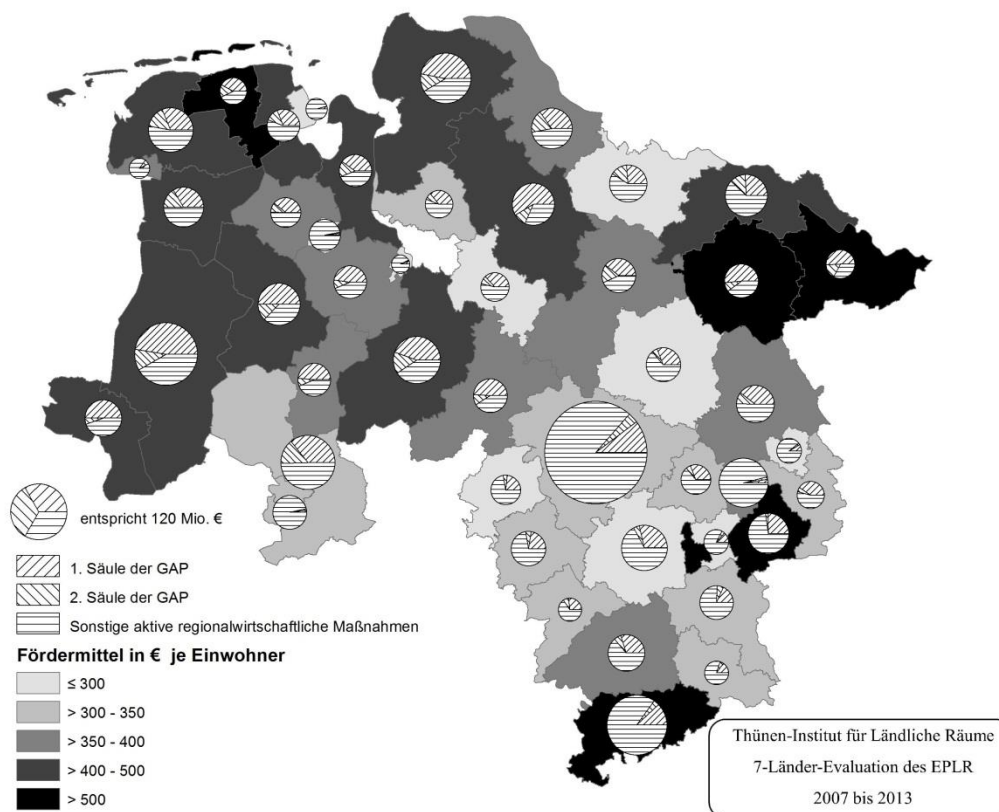 entspricht 120 Mio. €
1. Säule der GAP
2. Säule der GAP
Sonstige aktive regionalwirtschaftliche Maßnahmen
Fördermittel in € je Einwohner
≤ 300
> 300 - 350
> 350 - 400
> 400 - 500
> 500
Thünen-Institut für Ländliche Räume
7-Länder-Evaluation des EPLR
2007 bis 2013